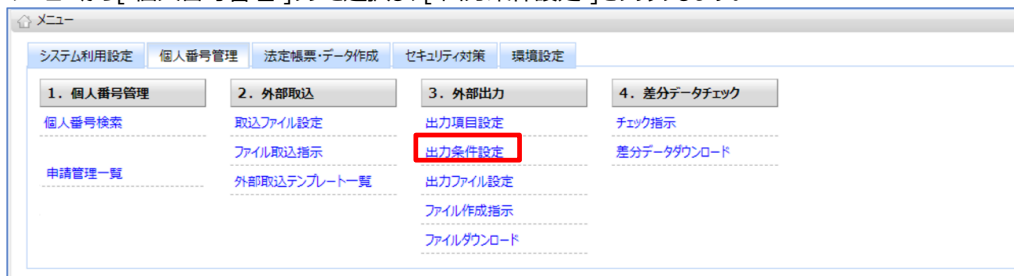 メニュー
システム利用設定 個人番号管理 法定帳票・データ作成 セキュリティ対策 環境設定
1. 個人番号管理 2. 外部取込 3. 外部出力 4. 差分データチェック
個人番号検索 取込ファイル設定 出力項目設定 チェック指示
ファイル取込指示 出力条件設定 差分データダウンロード
申請管理一覧 外部取込テンプレート一覧 出力ファイル設定
ファイル作成指示
ファイルダウンロード